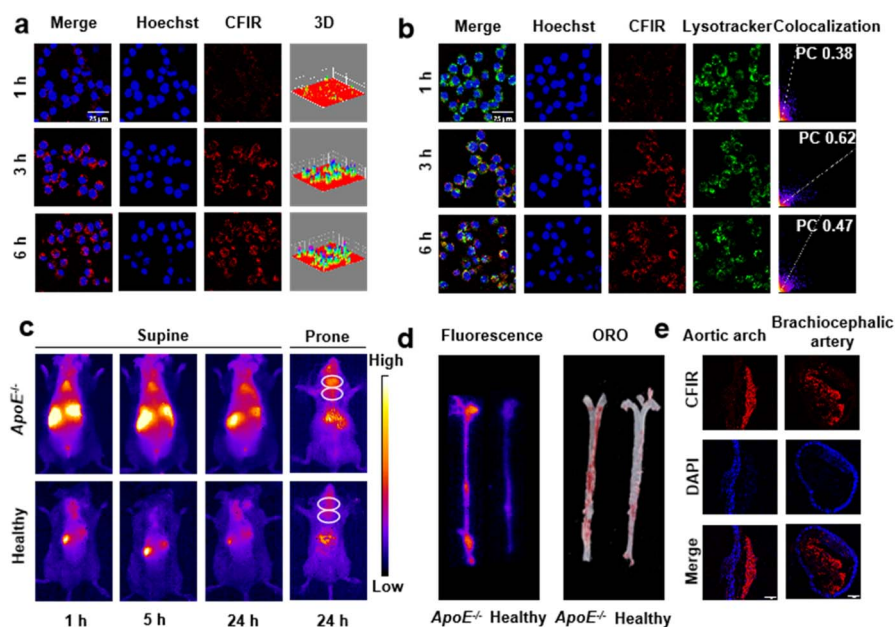 a
Merge Hoechst CFIR 3D
1 h
25 μm
3 h
6 h
b
Merge Hoechst CFIR Lysotracker Colocalization
1 h
25 μm
PC 0.38
3 h
PC 0.62
6 h
PC 0.47
c
Supine Prone
ApoE-/-
Healthy
High
Low
1 h 5 h 24 h 24 h
d
Fluorescence ORO
ApoE-/- Healthy ApoE-/- Healthy
e
Aortic arch Brachiocephalic
artery
CFIR
DAPI
Merge